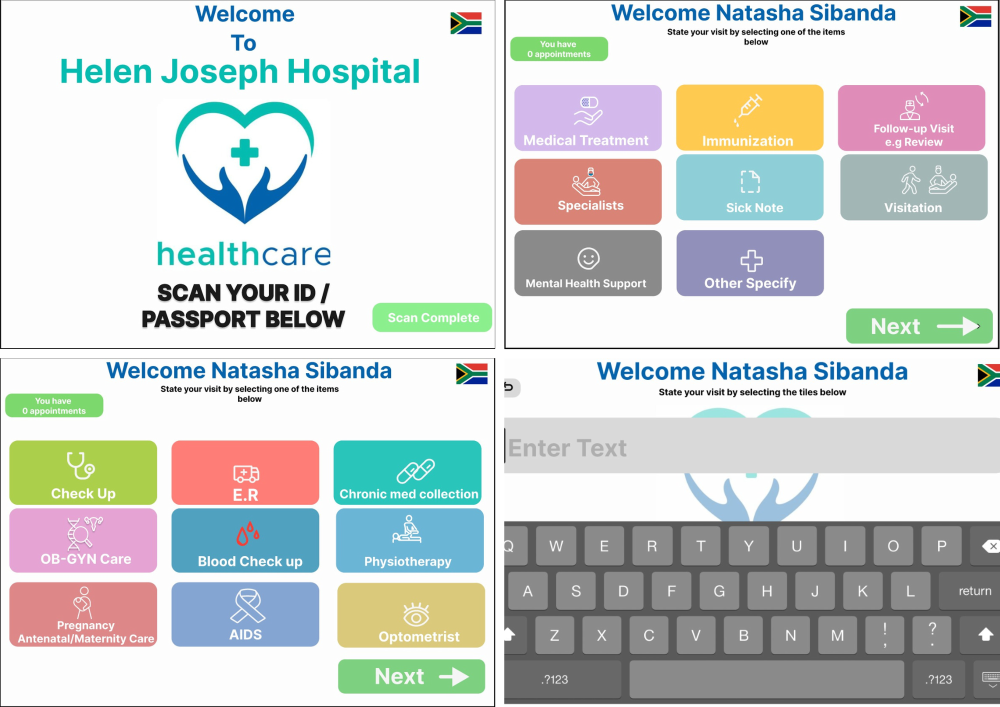 Welcome
To
Helen Joseph Hospital
healthcare
SCAN YOUR ID /
PASSPORT BELOW
Scan Complete
Welcome Natasha Sibanda
State your visit by selecting one of the items
below
You have
0 appointments
Medical Treatment
Immunization
Follow-up Visit
e.g Review
Specialists
Sick Note
Visitation
Mental Health Support
Other Specify
Next
Welcome Natasha Sibanda
State your visit by selecting one of the items
below
You have
0 appointments
Check Up
E.R
Chronic med collection
OB-GYN Care
Blood Check up
Physiotherapy
Pregnancy
Antenatal/Maternity Care
AIDS
Optometrist
Next
Welcome Natasha Sibanda
State your visit by selecting the tiles below
Enter Text
Q W E R T Y U I O P
A S D F G H J K L return
Z X C V B N M ! , ? .
.?123 .?123